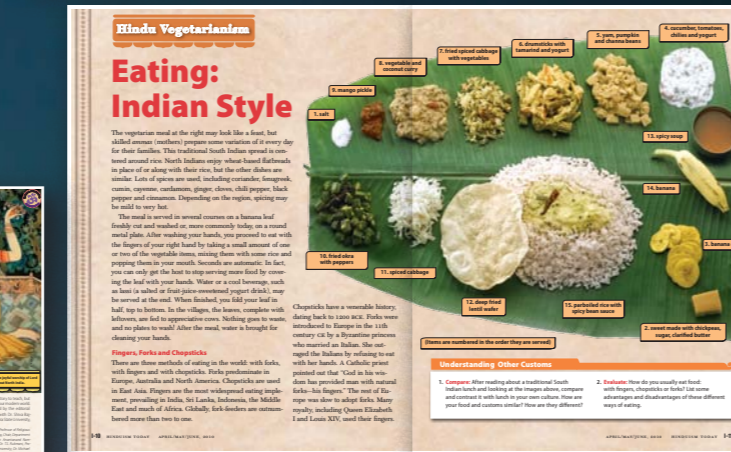 Hindu Vegetarianism
Eating:
Indian Style
The vegetarian meal at the right may look like a feast, but
skilled ammas (mothers) prepare some variation of it every day
for their families. This traditional South Indian spread is cen-
tered around rice. North Indians enjoy wheat-based flatbreads
in place of or along with their rice, but the other dishes are
similar. Lots of spices are used, including coriander, fenugreek,
cumin, cayenne, cardamom, ginger, cloves, chili pepper, black
pepper and cinnamon. Depending on the region, spicing may
be mild to very hot.
The meal is served in several courses on a banana leaf
freshly cut and washed or, more commonly today, on a round
metal plate. After washing your hands, you proceed to eat with
the fingers of your right hand by taking a small amount of one
or two of the vegetable items, mixing them with some rice and
popping them in your mouth. Seconds are automatic. In fact,
you can only get the host to stop serving more food by cover-
ing the leaf with your hands. Water or a cool beverage, such
as lassi (a salted or fruit-juice-sweetened yogurt drink), may
be served at the end. When finished, you fold your leaf in
half, top to bottom. In the villages, the leaves, complete with
leftovers, are fed to appreciative cows. Nothing goes to waste,
and no plates to wash! After the meal, water is brought for
cleaning your hands.
Fingers, Forks and Chopsticks
There are three methods of eating in the world: with forks,
with fingers and with chopsticks. Forks predominate in
Europe, Australia and North America. Chopsticks are used
in East Asia. Fingers are the most widespread eating imple-
ment, prevailing in India, Sri Lanka, Indonesia, the Middle
East and much of Africa. Globally, fork-feeders are outnum-
bered more than two to one.
Chopsticks have a venerable history,
dating back to 1200 BCE. Forks were
introduced to Europe in the 11th
century CE by a Byzantine princess
who married an Italian. She out-
raged the Italians by refusing to eat
with her hands. A Catholic priest
pointed out that "God in his wis-
dom has provided man with natural
forks—his fingers." The rest of Eu-
rope was slow to adopt forks. Many
royalty, including Queen Elizabeth
I and Louis XIV, used their fingers.
1. salt
9. mango pickle
8. vegetable and
coconut curry
7. fried spiced cabbage
with vegetables
6. drumsticks with
tamarind and yogurt
5. yam, pumpkin
and channa beans
4. cucumber, tomatoes,
chilies and yogurt
13. spicy soup
14. banana
3. banana
10. fried okra
with peppers
11. spiced cabbage
12. deep fried
lentil wafer
15. parboiled rice with
spicy bean sauce
2. sweet made with chickpeas,
sugar, clarified butter
(Items are numbered in the order they are served)
Understanding Other Customs
1. Compare: After reading about a traditional South
Indian lunch and looking at the images above, compare
and contrast it with lunch in your own culture. How are
your food and customs similar? How are they different?
2. Evaluate: How do you usually eat food:
with fingers, chopsticks or forks? List some
advantages and disadvantages of these different
ways of eating.
HINDUISM TODAY APRIL/MAY/JUNE, 2010
APRIL/MAY/JUNE, 2010 HINDUISM TODAY